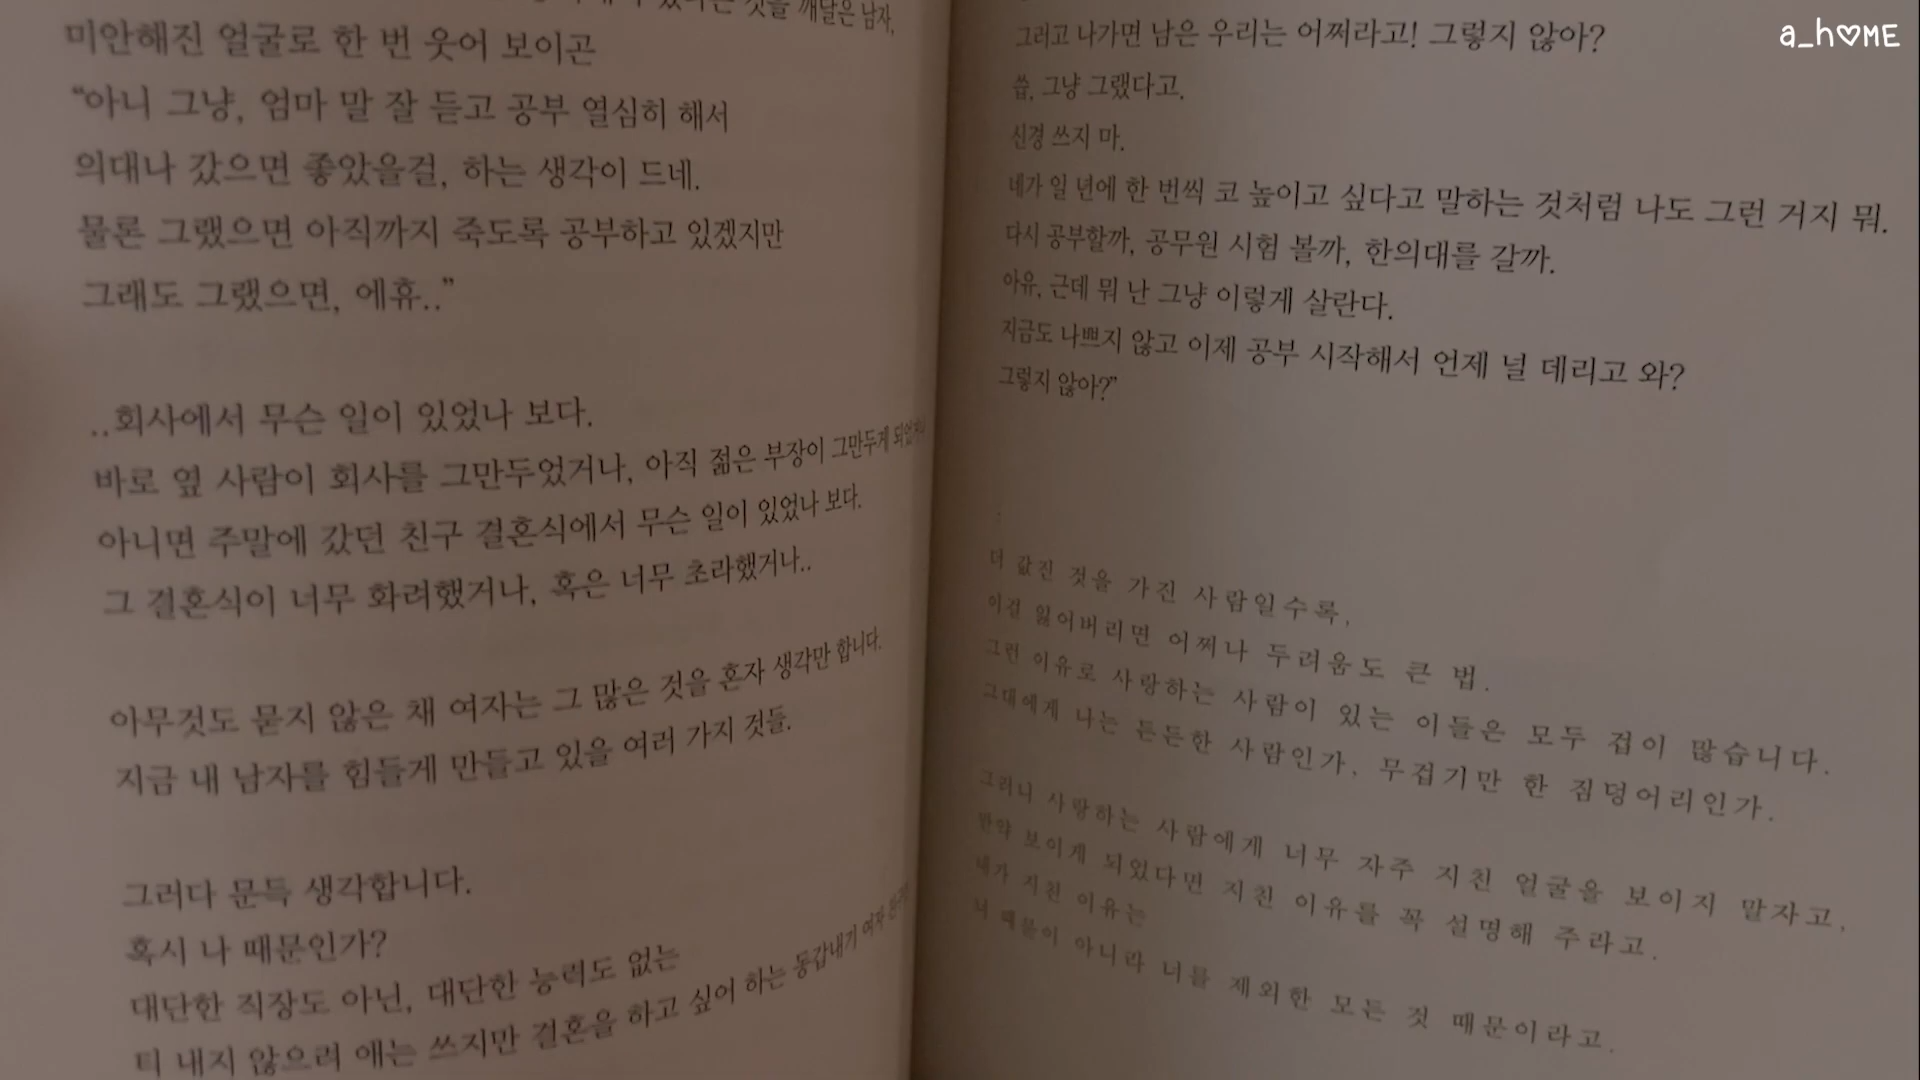 것을 깨달은 남자,
미안해진 얼굴로 한 번 웃어 보이곤
“아니 그냥, 엄마 말 잘 듣고 공부 열심히 해서
의대나 갔으면 좋았을걸, 하는 생각이 드네.
물론 그랬으면 아직까지 죽도록 공부하고 있겠지만
그래도 그랬으면, 에휴..”
..회사에서 무슨 일이 있었나 보다.
바로 옆 사람이 회사를 그만두었거나, 아직 젊은 부장이 그만두게 되었거나
아니면 주말에 갔던 친구 결혼식에서 무슨 일이 있었나 보다.
그 결혼식이 너무 화려했거나, 혹은 너무 초라했거나..
아무것도 묻지 않은 채 여자는 그 많은 것을 혼자 생각만 합니다.
지금 내 남자를 힘들게 만들고 있을 여러 가지 것들.
그러다 문득 생각합니다.
혹시 나 때문인가?
대단한 직장도 아닌, 대단한 능력도 없는
티 내지 않으려 애는 쓰지만 결혼을 하고 싶어 하는 동갑내기 여자
그러고 나가면 남은 우리는 어쩌라고! 그렇지 않아?
씁, 그냥 그랬다고.
신경 쓰지 마.
네가 일 년에 한 번씩 코 높이고 싶다고 말하는 것처럼 나도 그런 거지 뭐.
다시 공부할까, 공무원 시험 볼까, 한의대를 갈까.
아유, 근데 뭐 난 그냥 이렇게 살란다.
지금도 나쁘지 않고 이제 공부 시작해서 언제 널 데리고 와?
그렇지 않아?”
더 값진 것을 가진 사람일수록,
이걸 잃어버리면 어쩌나 두려움도 큰 법.
그런 이유로 사랑하는 사람이 있는 이들은 모두 겁이 많습니다.
그대에게 나는 든든한 사람인가, 무겁기만 한 짐덩어리인가.
그러니 사랑하는 사람에게 너무 자주 지친 얼굴을 보이지 말자고,
만약 보이게 되었다면 지친 이유를 꼭 설명해 주라고.
내가 지친 이유는
너 때문이 아니라 너를 제외한 모든 것 때문이라고.
a_h♡ME